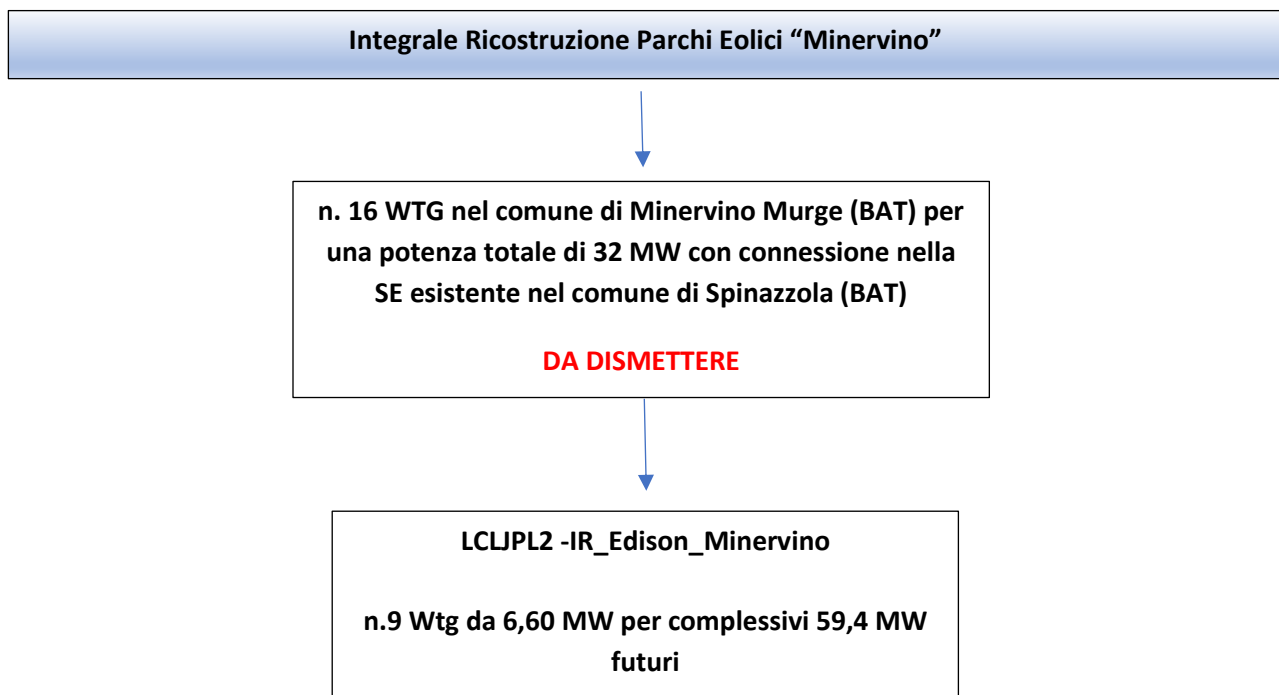 Integrale Ricostruzione Parchi Eolici “Minervino”
n. 16 WTG nel comune di Minervino Murge (BAT) per
una potenza totale di 32 MW con connessione nella
SE esistente nel comune di Spinazzola (BAT)
DA DISMETTERE
LCLJPL2 -IR_Edison_Minervino
n.9 Wtg da 6,60 MW per complessivi 59,4 MW
futuri